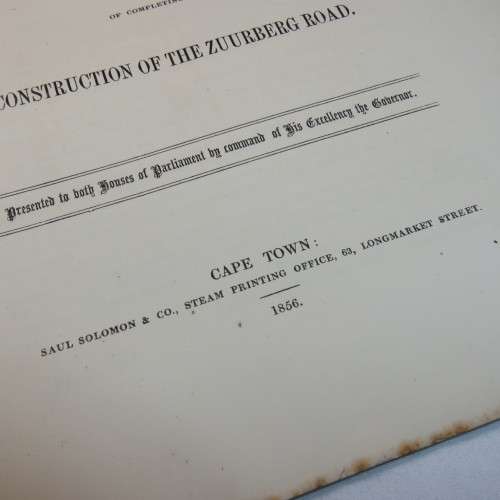 OF COMPLETING
CONSTRUCTION OF THE ZUURBERG ROAD.
Presented to both Houses of Parliament by command of His Excellency the Governor.
CAPE TOWN:
SAUL SOLOMON & CO., STEAM PRINTING OFFICE, 63, LONGMARKET STREET.
1856.